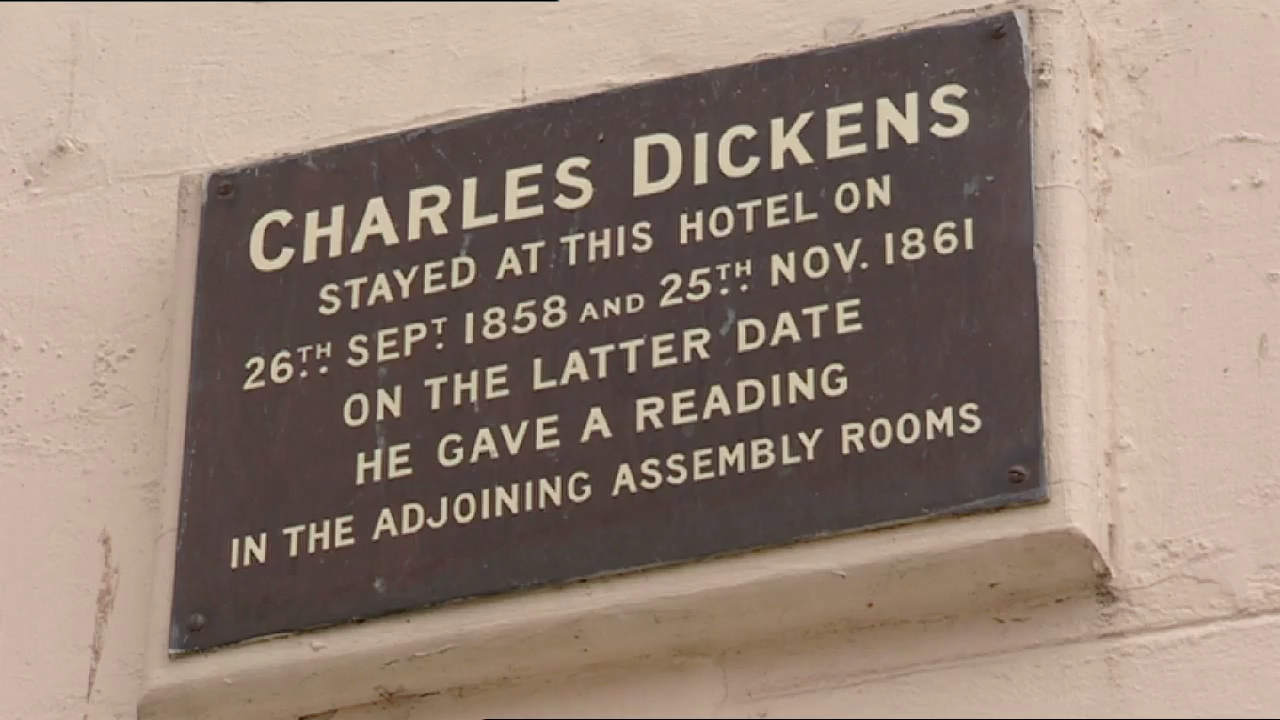 CHARLES DICKENS
STAYED AT THIS HOTEL ON
26TH SEPT 1858 AND 25TH NOV. 1861
ON THE LATTER DATE
HE GAVE A READING
IN THE ADJOINING ASSEMBLY ROOMS